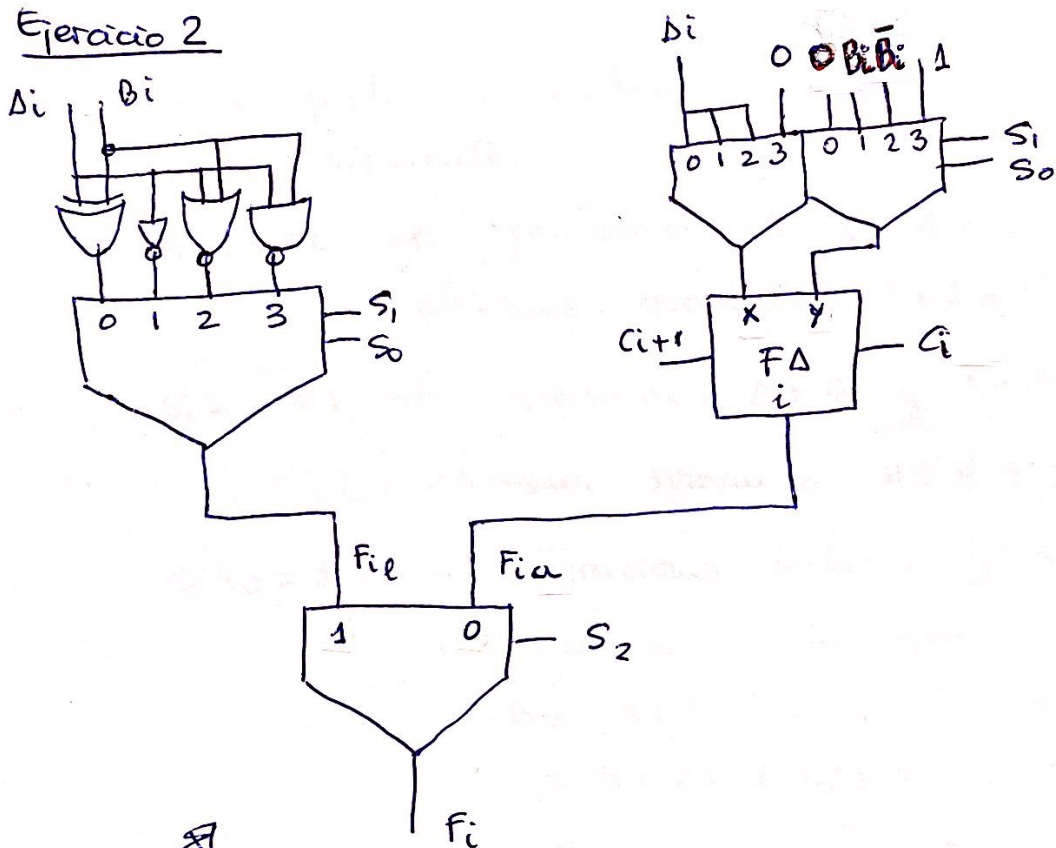 Ejercicio 2
Ai Bi
0 1 2 3
S1
S0
Ai
0 0 Bi B̄i 1
0 1 2 3 0 1 2 3
S1
S0
X Y
Ci+1 FA Ci
i
Fil Fia
1 0 S2
Fi